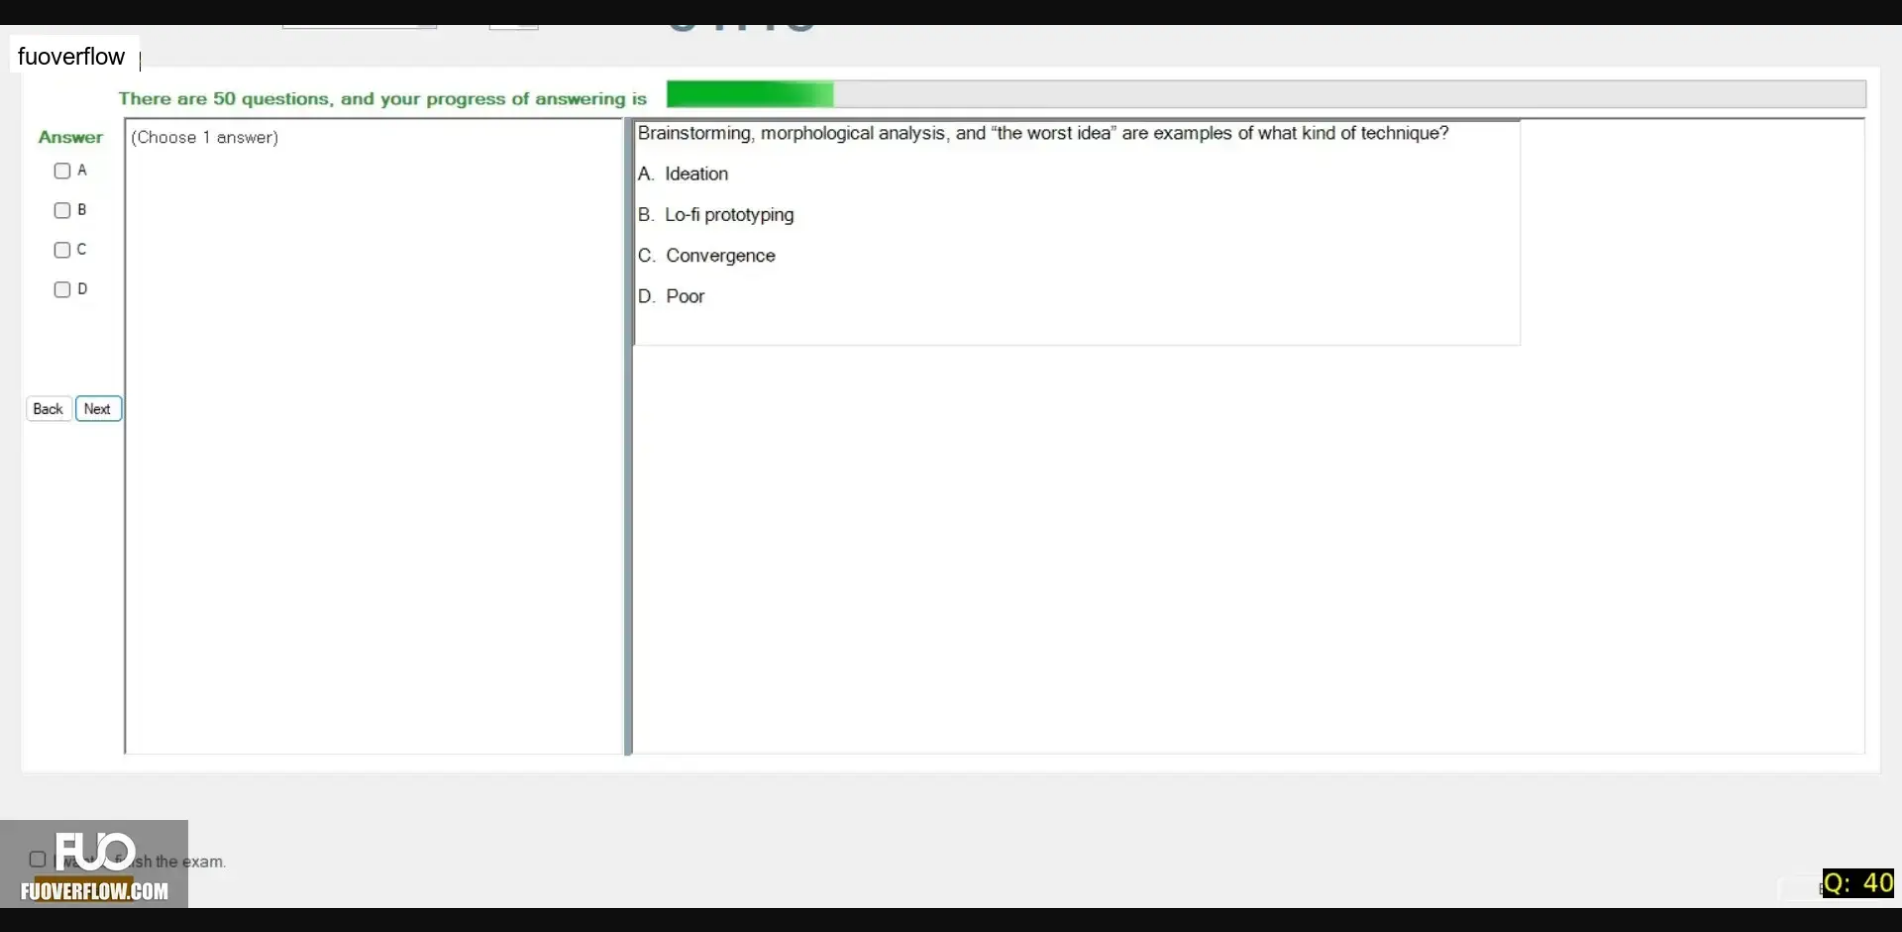 fuoverflow
There are 50 questions, and your progress of answering is
Answer
(Choose 1 answer)
A
B
C
D
Back Next
Brainstorming, morphological analysis, and “the worst idea” are examples of what kind of technique?
A. Ideation
B. Lo-fi prototyping
C. Convergence
D. Poor
the exam.
FUO
FUOVERFLOW.COM
Q: 40